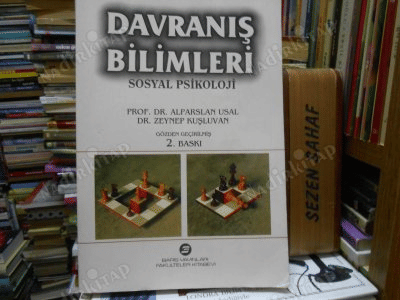 DAVRANIŞ
BİLİMLERİ
SOSYAL PSİKOLOJİ
PROF. DR. ALPARSLAN USAL
DR. ZEYNEP KUŞLUVAN
GÖZDEN GEÇİRİLMİŞ
2. BASKI
BARIŞ YAYINLARI
FAKÜLTELER KİTABEVİ
SEZEN SAHAF
nadirkitap